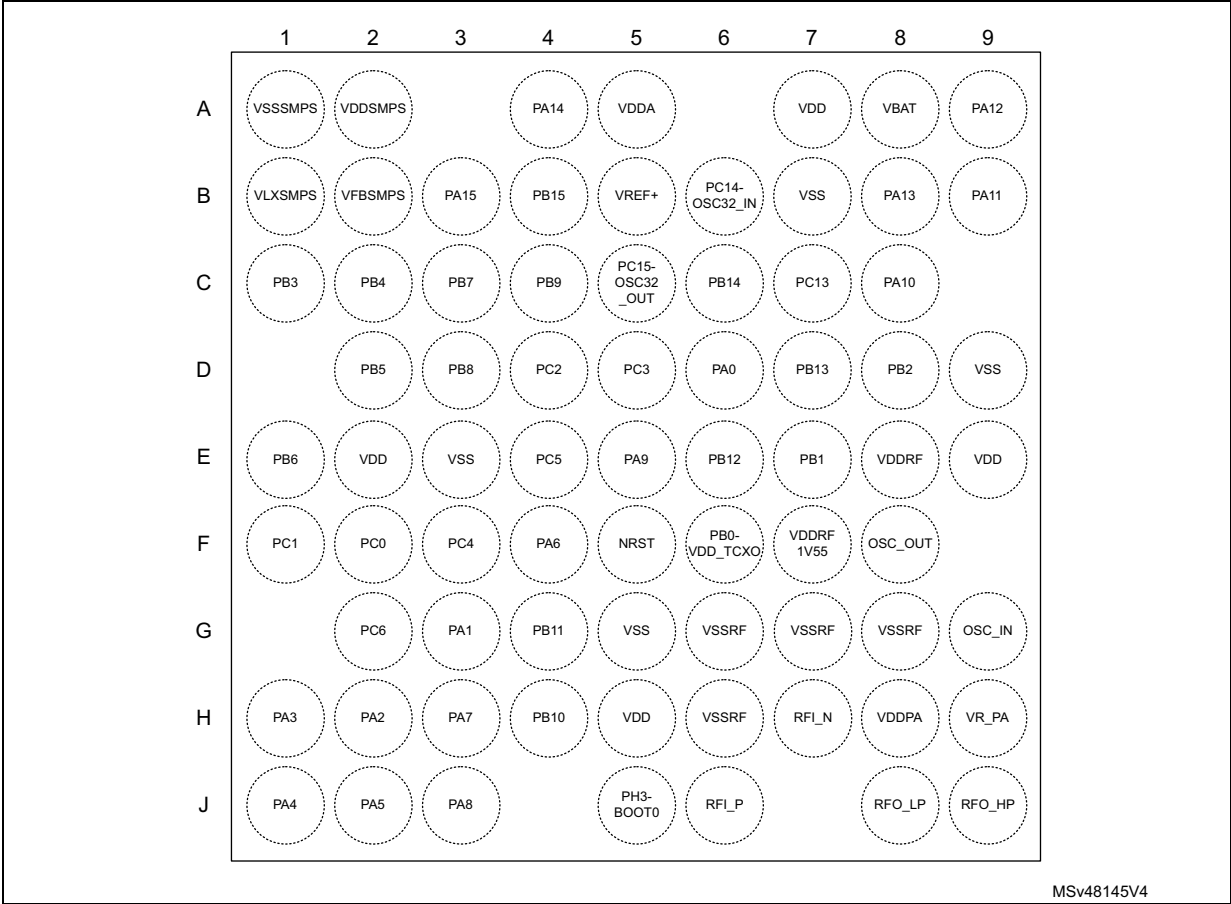 1 2 3 4 5 6 7 8 9
A VSSSMPS VDDSMPS PA14 VDDA VDD VBAT PA12
B VLXSMPS VFBSMPS PA15 PB15 VREF+ PC14-
OSC32_IN VSS PA13 PA11
C PB3 PB4 PB7 PB9 PC15-
OSC32
_OUT PB14 PC13 PA10
D PB5 PB8 PC2 PC3 PA0 PB13 PB2 VSS
E PB6 VDD VSS PC5 PA9 PB12 PB1 VDDRF VDD
F PC1 PC0 PC4 PA6 NRST PB0-
VDD_TCXO VDDRF
1V55 OSC_OUT
G PC6 PA1 PB11 VSS VSSRF VSSRF VSSRF OSC_IN
H PA3 PA2 PA7 PB10 VDD VSSRF RFI_N VDDPA VR_PA
J PA4 PA5 PA8 PH3-
BOOT0 RFI_P RFO_LP RFO_HP
MSv48145V4